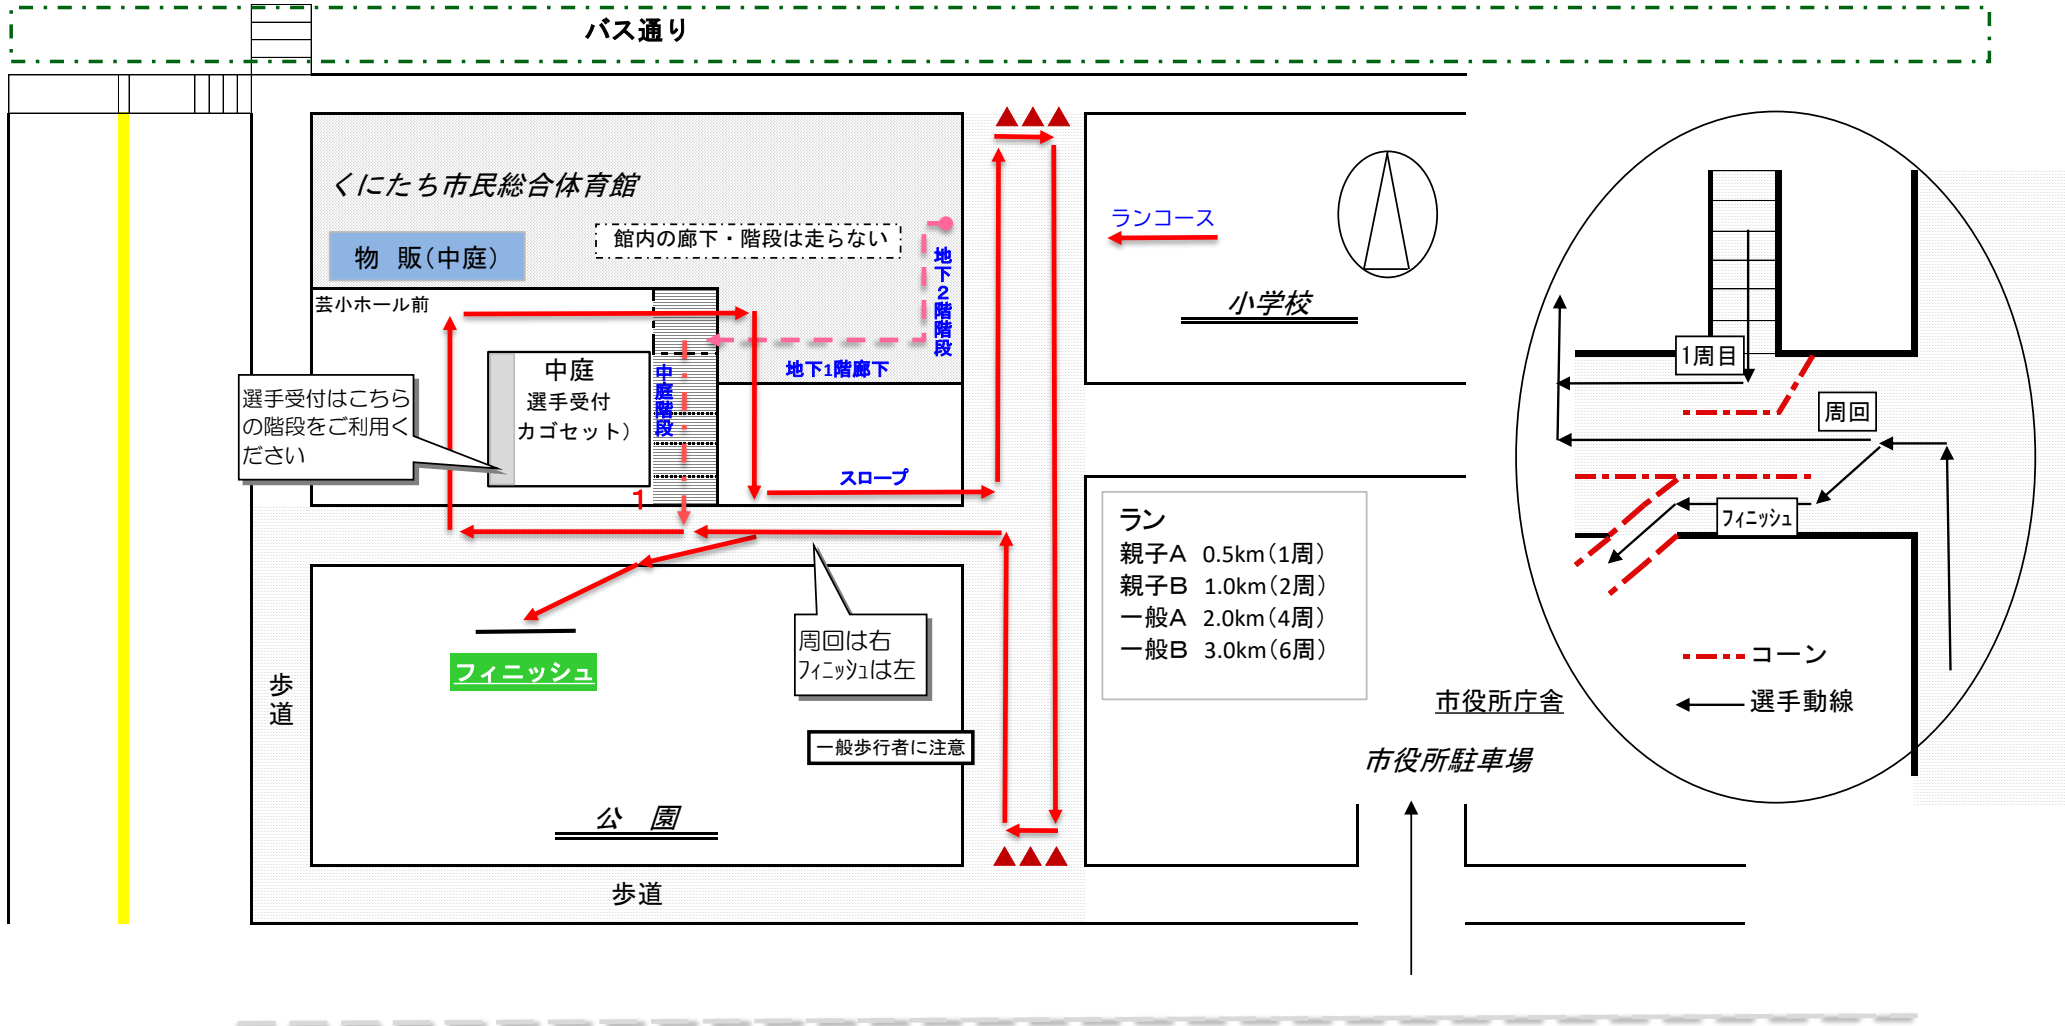 バス通り
くにたち市民総合体育館
館内の廊下・階段は走らない
物 販(中庭)
地下2階階段
芸小ホール前
地下1階廊下
中庭
選手受付
カゴセット)
中庭階段
選手受付はこちら
の階段をご利用く
ださい
スロープ
1
ランコース
小学校
ラン
親子A 0.5km(1周)
親子B 1.0km(2周)
一般A 2.0km(4周)
一般B 3.0km(6周)
周回は右
フィニッシュは左
フィニッシュ
一般歩行者に注意
公 園
歩道
歩道
市役所庁舎
市役所駐車場
1周目
周回
フィニッシュ
コーン
選手動線